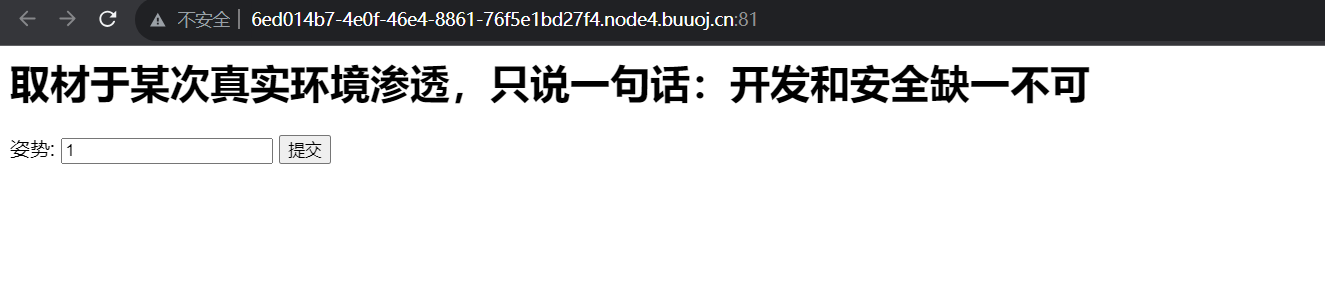 不安全 | 6ed014b7-4e0f-46e4-8861-76f5e1bd27f4.node4.buuoj.cn:81
取材于某次真实环境渗透，只说一句话：开发和安全缺一不可
姿势: 1 提交